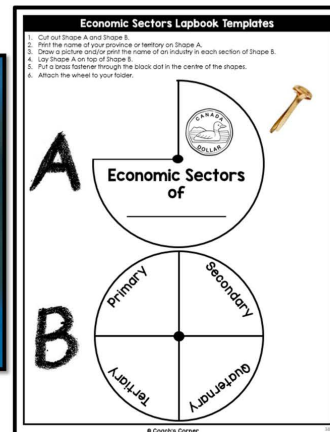 Economic Sectors Lapbook Templates
1. Cut out Shape A and Shape B.
2. Print the name of your province or territory on Shape A.
3. Draw a picture and/or print the name of an industry in each section of Shape B.
4. Lay Shape A on top of Shape B.
5. Put a brass fastener through the black dot in the centre of the shapes.
6. Attach the wheel to your folder.
A
CANADA
DOLLAR
Economic Sectors
of
B
Primary
Secondary
Tertiary
Quaternary
© Coach's Corner